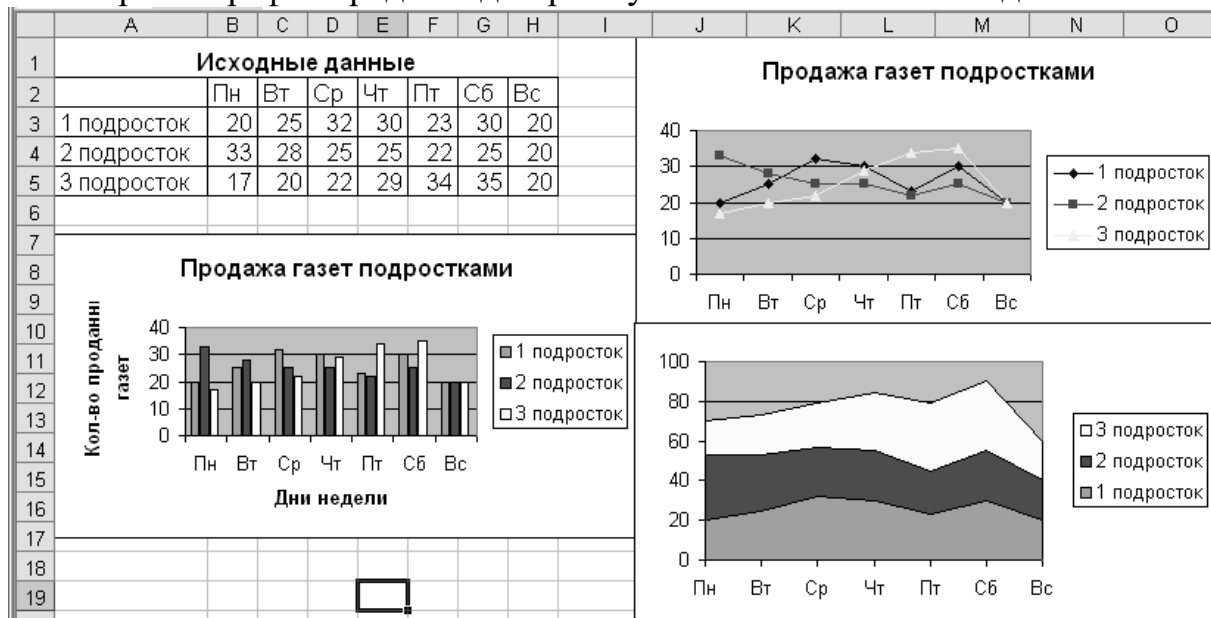 A B C D E F G H I J K L M N O
1 Исходные данные
2 Пн Вт Ср Чт Пт Сб Вс
3 1 подросток 20 25 32 30 23 30 20
4 2 подросток 33 28 25 25 22 25 20
5 3 подросток 17 20 22 29 34 35 20
6
7
8
9
10
11
12
13
14
15
16
17
18
19
Продажа газет подростками
Кол-во проданн
газет
40
30
20
10
0
Пн Вт Ср Чт Пт Сб Вс
Дни недели
1 подросток
2 подросток
3 подросток
Продажа газет подростками
40
30
20
10
0
Пн Вт Ср Чт Пт Сб Вс
1 подросток
2 подросток
3 подросток
100
80
60
40
20
0
Пн Вт Ср Чт Пт Сб Вс
3 подросток
2 подросток
1 подросток